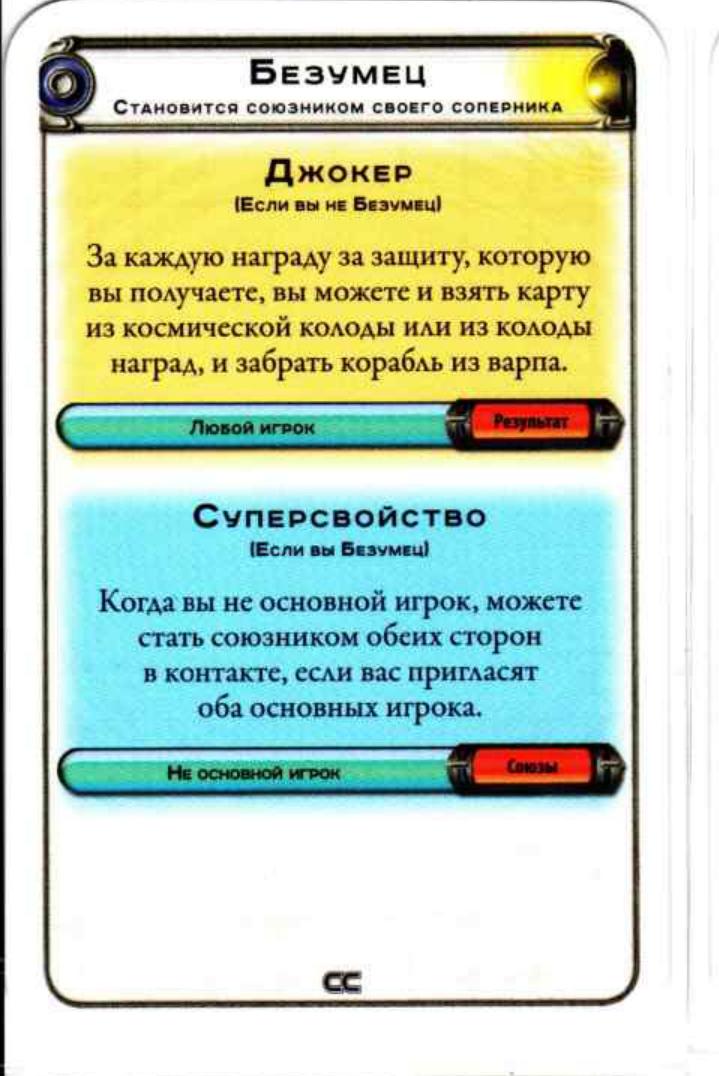 Безумец
Становится союзником своего соперника
Джокер
(Если вы не Безумец)
За каждую награду за защиту, которую
вы получаете, вы можете и взять карту
из космической колоды или из колоды
наград, и забрать корабль из варпа.
Любой игрок
Результат
Суперсвойство
(Если вы Безумец)
Когда вы не основной игрок, можете
стать союзником обеих сторон
в контакте, если вас пригласят
оба основных игрока.
Не основной игрок
Союзы
CC